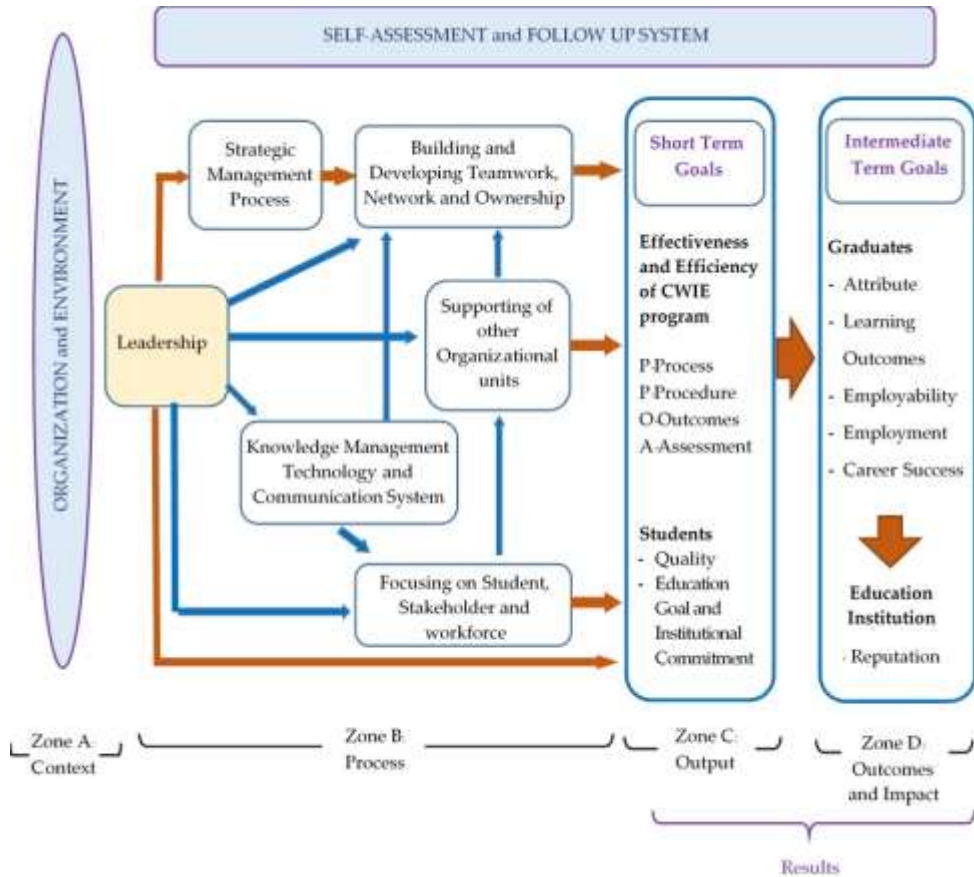 SELF-ASSESSMENT and FOLLOW UP SYSTEM
ORGANIZATION and ENVIRONMENT
Strategic
Management
Process
Building and
Developing Teamwork,
Network and Ownership
Leadership
Supporting of
other
Organizational
units
Knowledge Management
Technology and
Communication System
Focusing on Student,
Stakeholder and
workforce
Short Term
Goals
Effectiveness
and Efficiency
of CWIE
program
P-Process
P-Procedure
O-Outcomes
A-Assessment
Students
- Quality
- Education
Goal and
Institutional
Commitment
Intermediate
Term Goals
Graduates
- Attribute
- Learning
Outcomes
- Employability
- Employment
- Career Success
Education
Institution
- Reputation
Zone A:
Context
Zone B:
Process
Zone C:
Output
Zone D:
Outcomes
and Impact
Results